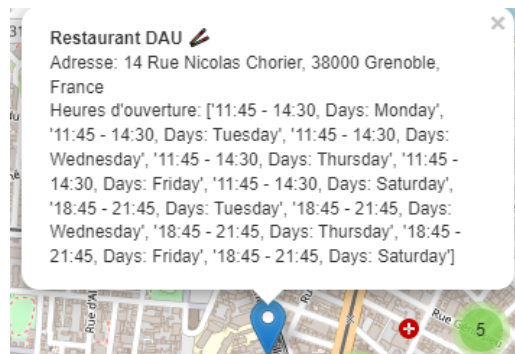 Restaurant DAU 🥢
Adresse: 14 Rue Nicolas Chorier, 38000 Grenoble,
France
Heures d'ouverture: ['11:45 - 14:30, Days: Monday',
'11:45 - 14:30, Days: Tuesday', '11:45 - 14:30, Days:
Wednesday', '11:45 - 14:30, Days: Thursday', '11:45 -
14:30, Days: Friday', '11:45 - 14:30, Days: Saturday',
'18:45 - 21:45, Days: Tuesday', '18:45 - 21:45, Days:
Wednesday', '18:45 - 21:45, Days: Thursday', '18:45 -
21:45, Days: Friday', '18:45 - 21:45, Days: Saturday']
5